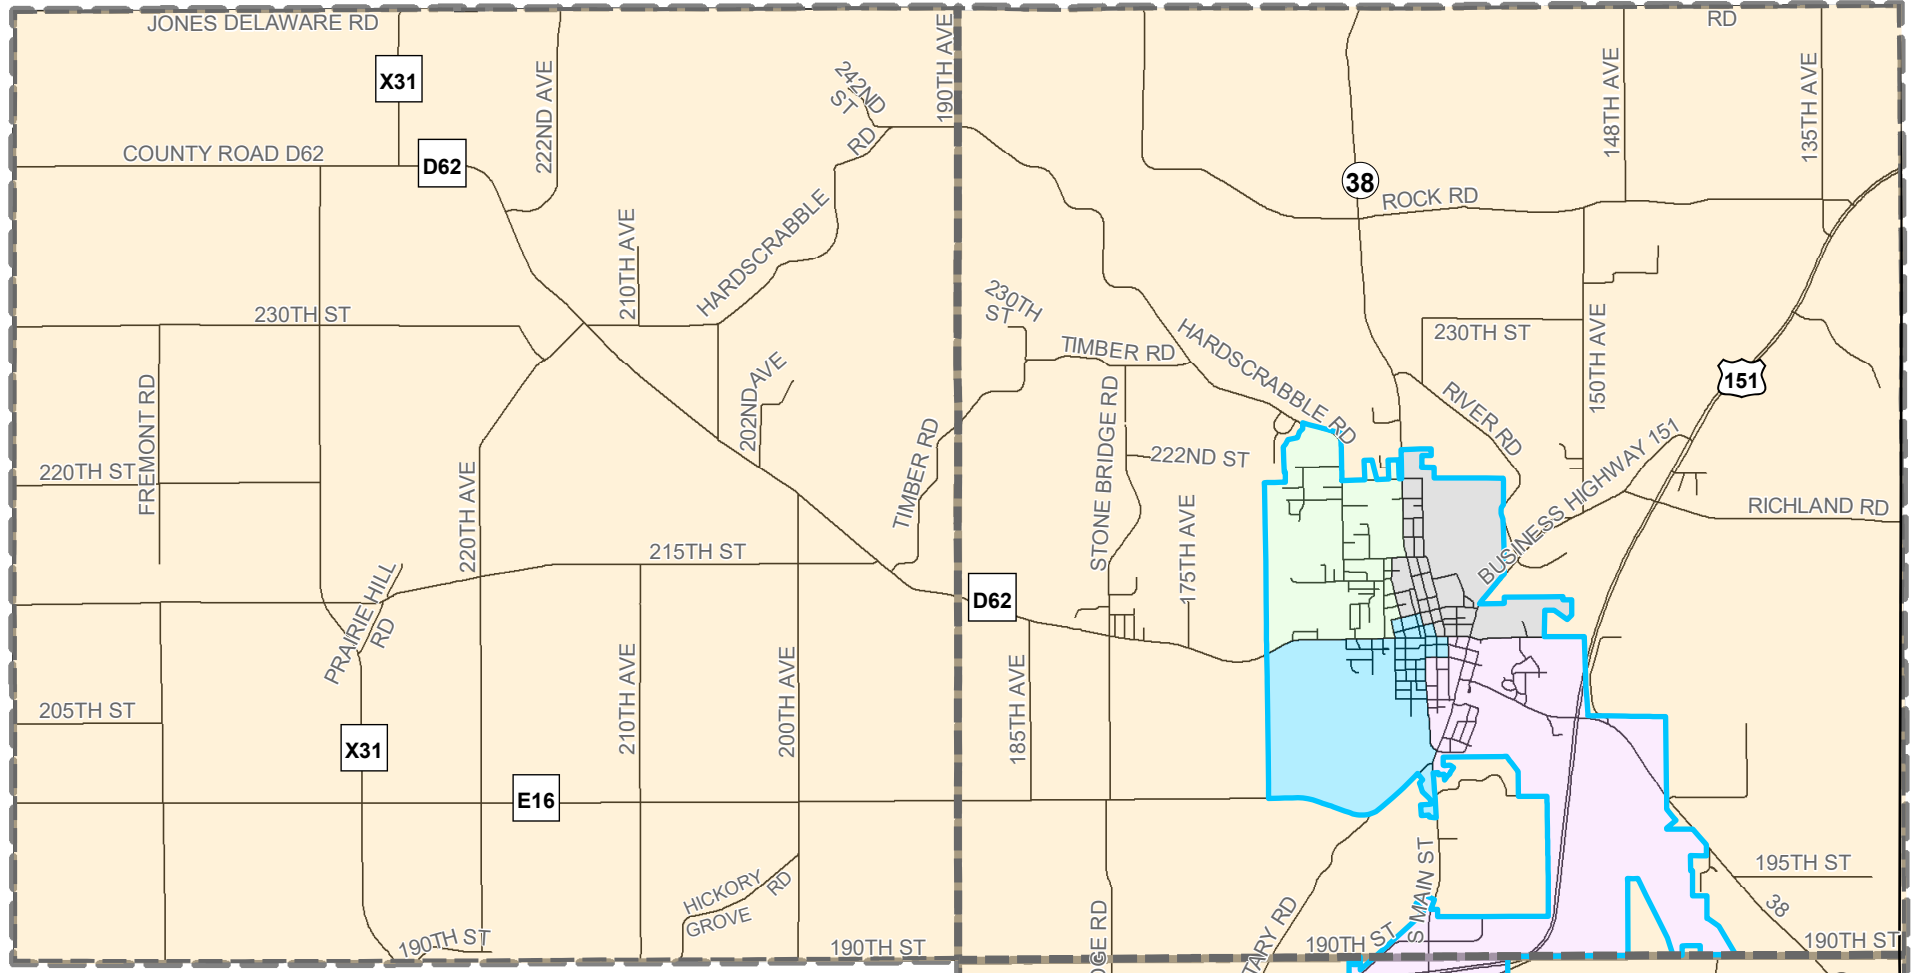 JONES DELAWARE RD
RD
X31
222ND AVE
242ND
ST
190TH AVE
148TH AVE
135TH AVE
COUNTY ROAD D62
D62
RD
38
ROCK RD
210TH AVE
HARDSCRABBLE
230TH ST
230TH
ST
TIMBER RD
HARDSCRABBLE RD
230TH ST
150TH AVE
151
FREMONT RD
202ND AVE
STONE BRIDGE RD
RIVER RD
220TH ST
220TH AVE
TIMBER RD
222ND ST
BUSINESS HIGHWAY 151
RICHLAND RD
175TH AVE
215TH ST
PRAIRIE HILL
RD
D62
205TH ST
210TH AVE
200TH AVE
185TH AVE
X31
E16
HICKORY
GROVE
RD
S MAIN ST
195TH ST
38
190TH ST
190TH ST
DGE RD
TARY RD
190TH ST
190TH ST